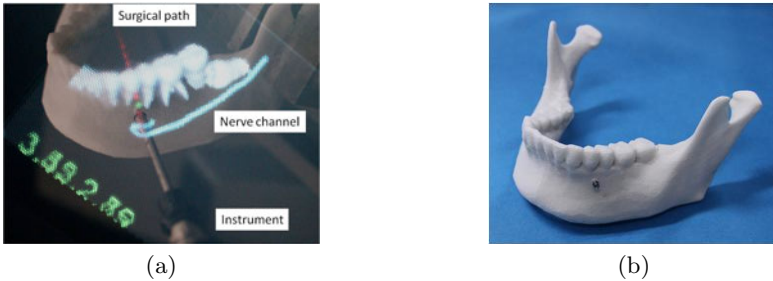 Surgical path
Nerve channel
Instrument
(a)
(b)